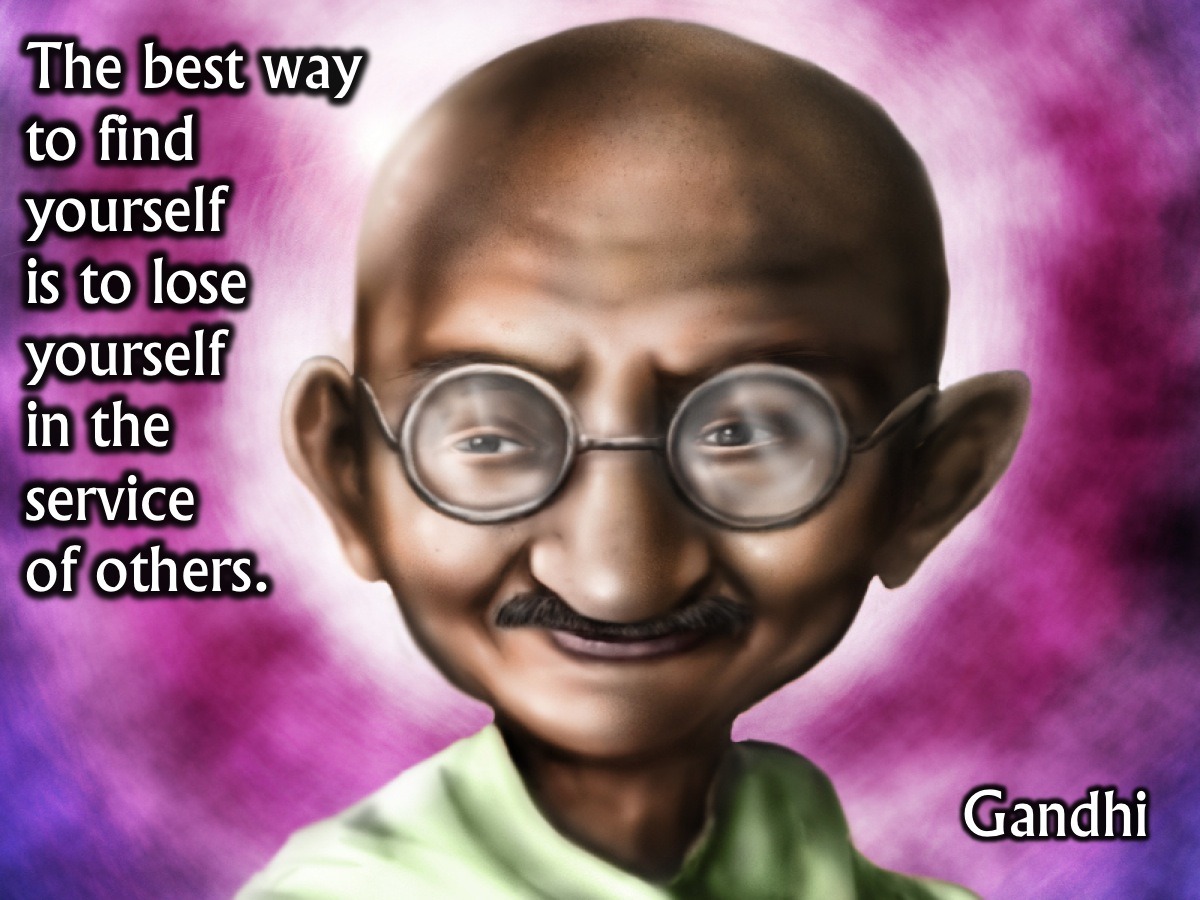 The best way
to find
yourself
is to lose
yourself
in the
service
of others.
Gandhi